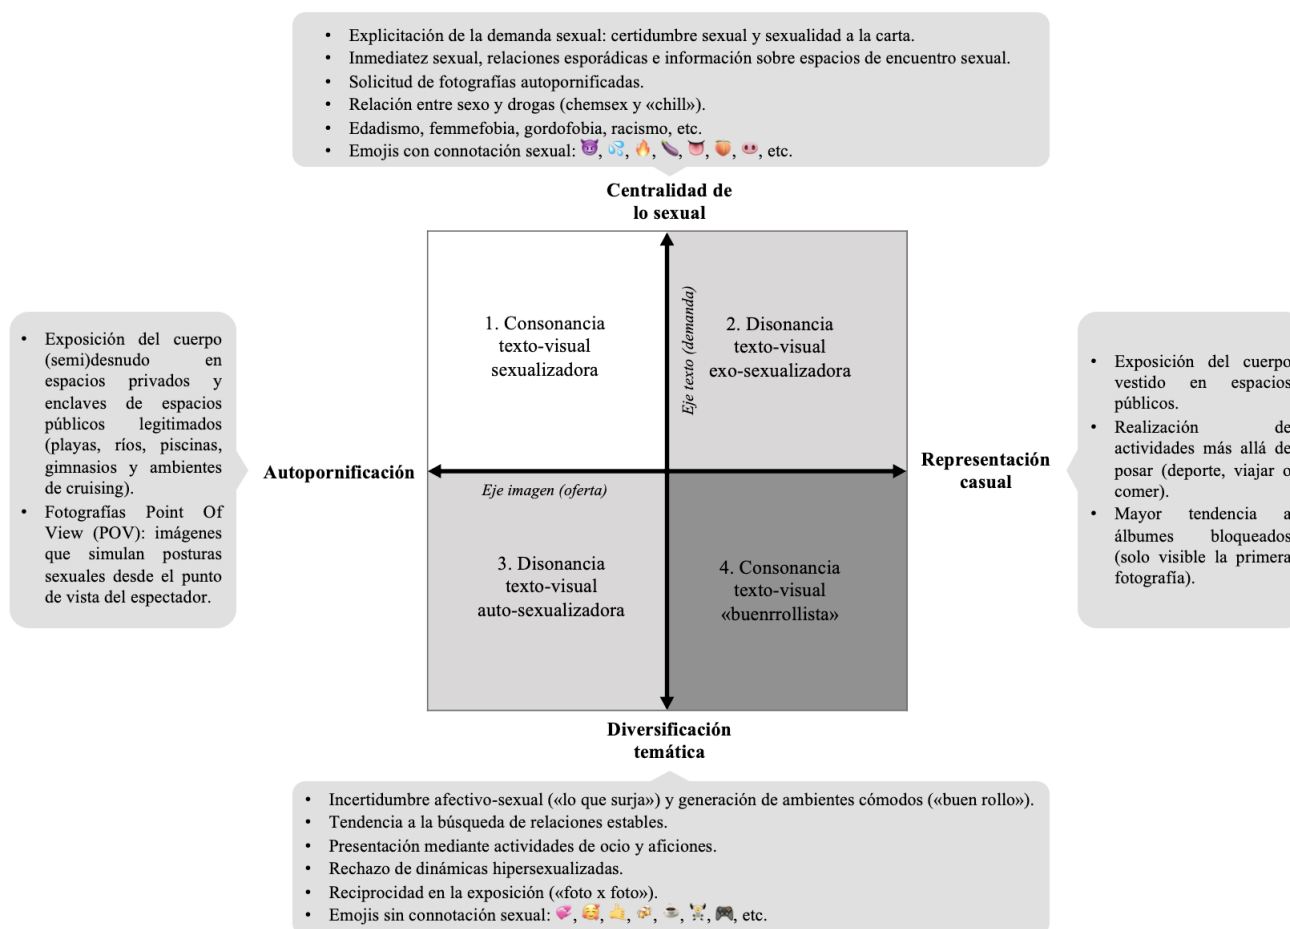 • Explicitación de la demanda sexual: certidumbre sexual y sexualidad a la carta.
• Inmediatez sexual, relaciones esporádicas e información sobre espacios de encuentro sexual.
• Solicitud de fotografías autopornificadas.
• Relación entre sexo y drogas (chemsex y «chill»).
• Edadismo, femmefobia, gordofobia, racismo, etc.
• Emojis con connotación sexual: 😈, 💦, 🔥, 🍆, 👅, 🍑, 🐽, etc.
Centralidad de
lo sexual
• Exposición del cuerpo
(semi)desnudo en
espacios privados y
enclaves de espacios
públicos legitimados
(playas, ríos, piscinas,
gimnasios y ambientes
de cruising).
• Fotografías Point Of
View (POV): imágenes
que simulan posturas
sexuales desde el punto
de vista del espectador.
Autopornificación
1. Consonancia
texto-visual
sexualizadora
Eje texto (demanda)
2. Disonancia
texto-visual
exo-sexualizadora
Eje imagen (oferta)
3. Disonancia
texto-visual
auto-sexualizadora
4. Consonancia
texto-visual
«buenrrollista»
Representación
casual
• Exposición del cuerpo
vestido en espacios
públicos.
• Realización de
actividades más allá de
posar (deporte, viajar o
comer).
• Mayor tendencia a
álbumes bloqueados
(solo visible la primera
fotografía).
Diversificación
temática
• Incertidumbre afectivo-sexual («lo que surja») y generación de ambientes cómodos («buen rollo»).
• Tendencia a la búsqueda de relaciones estables.
• Presentación mediante actividades de ocio y aficiones.
• Rechazo de dinámicas hipersexualizadas.
• Reciprocidad en la exposición («foto x foto»).
• Emojis sin connotación sexual: 💞, 🥰, 🤙, 🍻, ☕, 🏋, 🎮, etc.